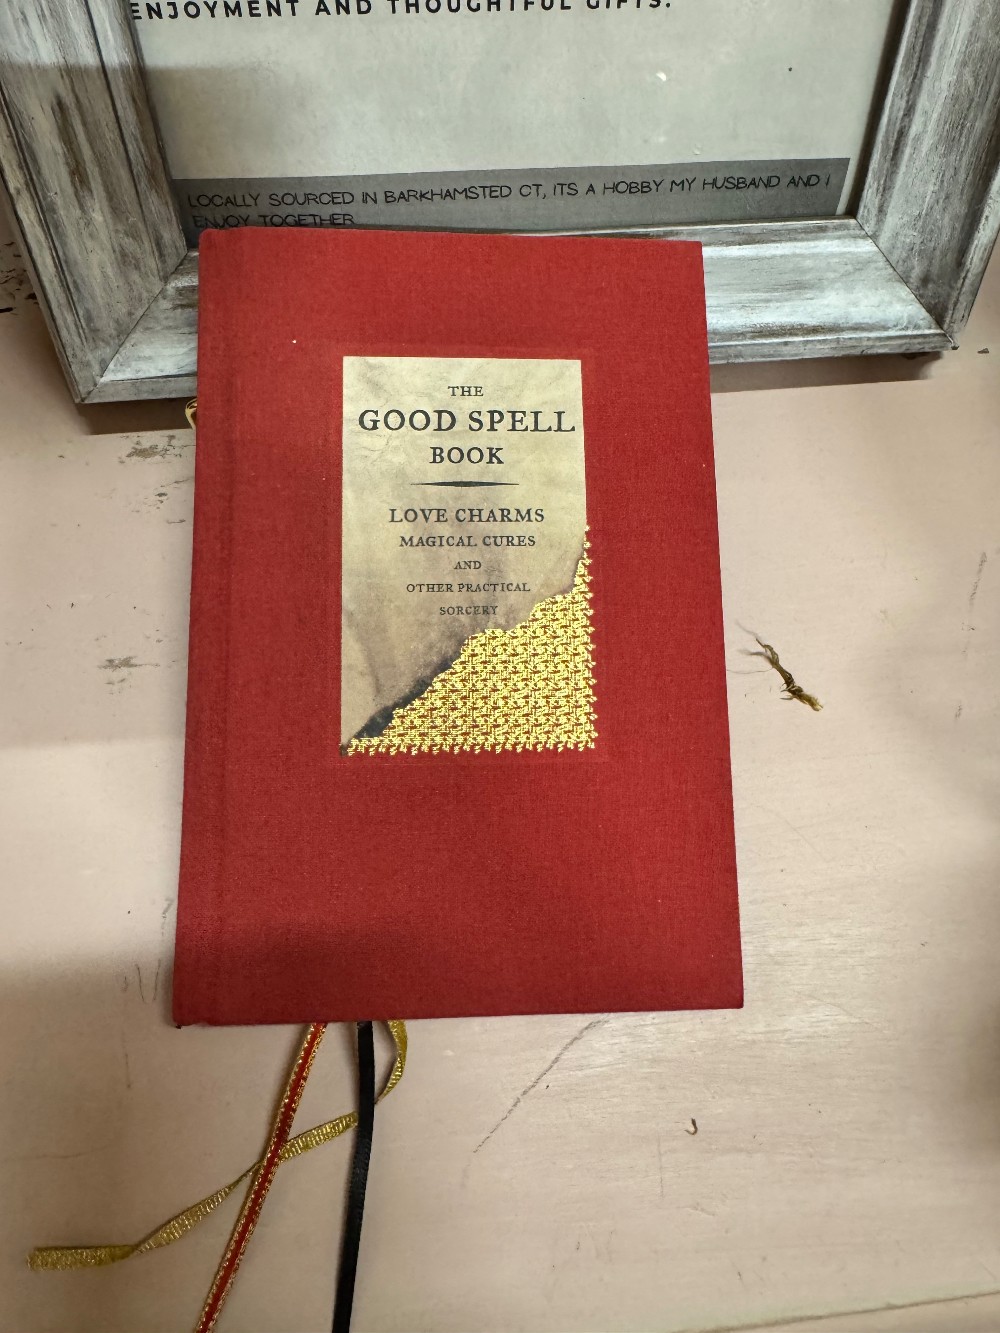 ENJOYMENT AND THOUGHTFUL GIFTS.
LOCALLY SOURCED IN BARKHAMSTED CT, ITS A HOBBY MY HUSBAND AND I
ENJOY TOGETHER
THE
GOOD SPELL
BOOK
LOVE CHARMS
MAGICAL CURES
AND
OTHER PRACTICAL
SORCERY